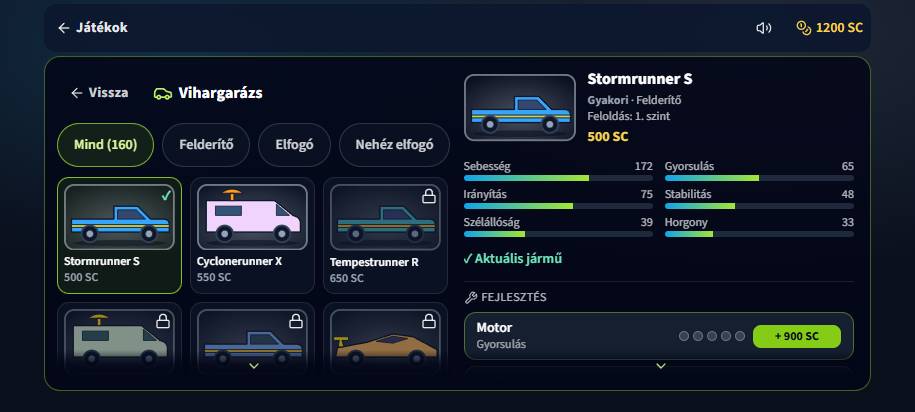 Játékok
1200 SC
Vissza
Vihargarázs
Mind (160)
Felderítő
Elfogó
Nehéz elfogó
Stormrunner S
500 SC
Cyclonerunner X
550 SC
Tempestrunner R
650 SC
Stormrunner S
Gyakori · Felderítő
Feloldás: 1. szint
500 SC
Sebesség 172
Gyorsulás 65
Irányítás 75
Stabilitás 48
Szélállóság 39
Horgony 33
✓ Aktuális jármű
FEJLESZTÉS
Motor
Gyorsulás
+ 900 SC